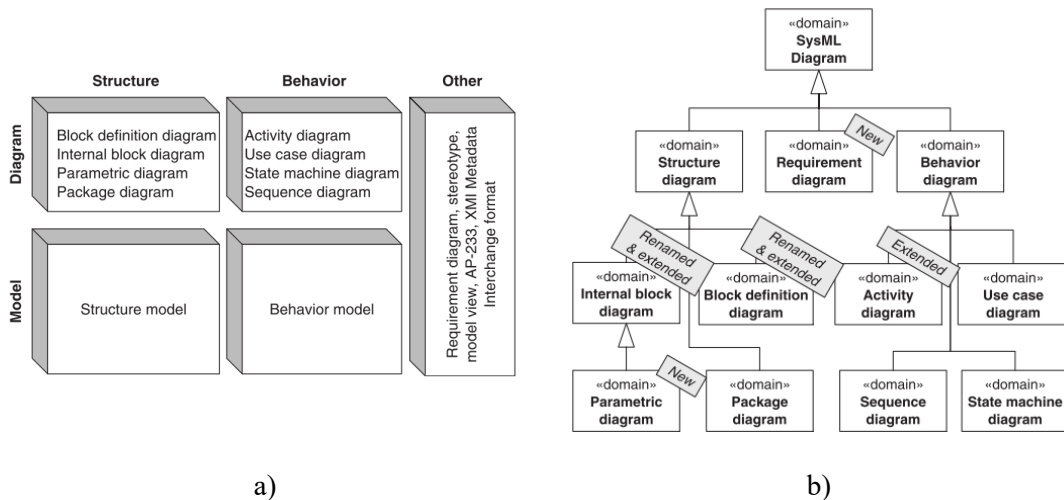 Structure
Behavior
Other
Diagram
Block definition diagram
Internal block diagram
Parametric diagram
Package diagram
Activity diagram
Use case diagram
State machine diagram
Sequence diagram
Requirement diagram, stereotype,
model view, AP-233, XMI Metadata
Interchange format
Model
Structure model
Behavior model
a)
«domain»
SysML
Diagram
«domain»
Structure
diagram
«domain»
Requirement
diagram
New
«domain»
Behavior
diagram
«domain»
Internal block
diagram
Renamed
& extended
«domain»
Block definition
diagram
Renamed
& extended
«domain»
Activity
diagram
Extended
«domain»
Use case
diagram
«domain»
Parametric
diagram
New
«domain»
Package
diagram
«domain»
Sequence
diagram
«domain»
State machine
diagram
b)